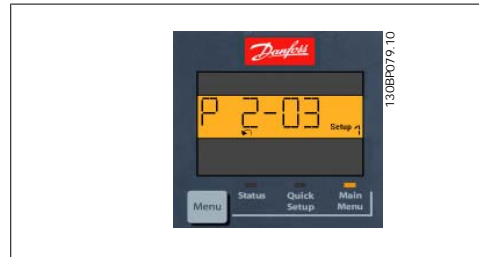 Danfoss
P 2-03
Setup 1
Status
Quick Setup
Main Menu
Menu
130BP079.10